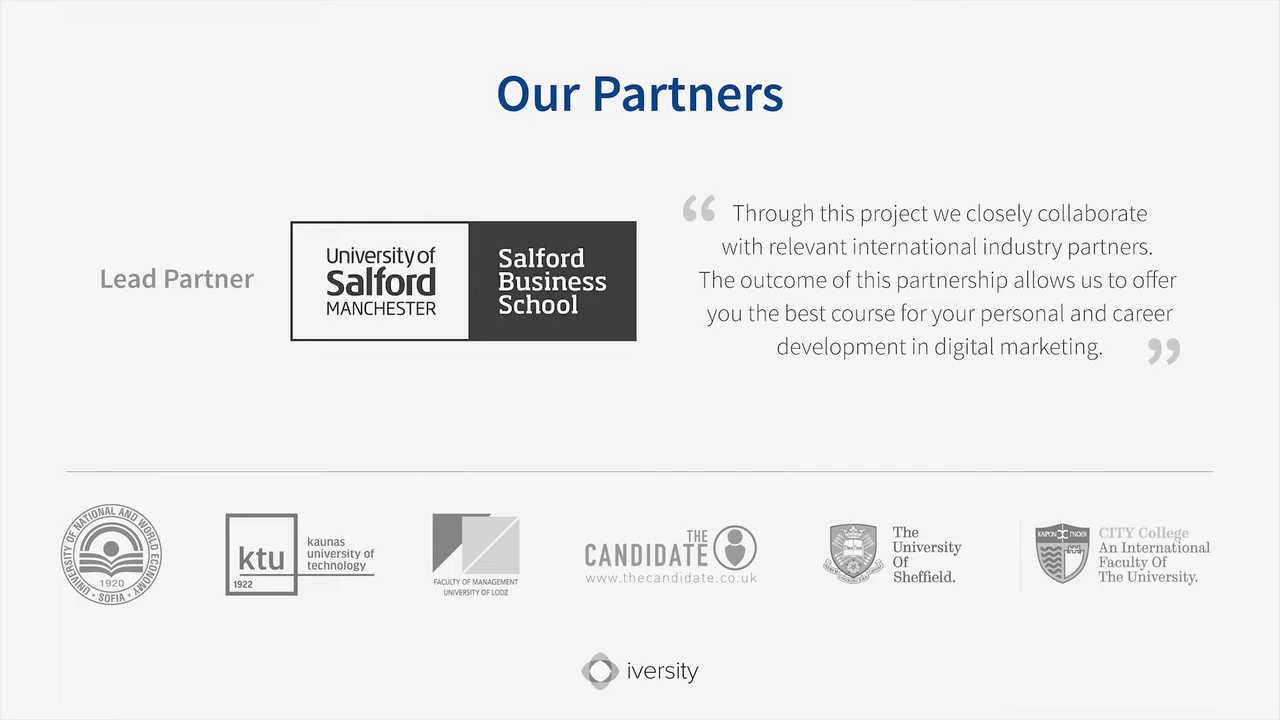 Our Partners
Lead Partner
University of
Salford
MANCHESTER
Salford
Business
School
“ Through this project we closely collaborate
with relevant international industry partners.
The outcome of this partnership allows us to offer
you the best course for your personal and career
development in digital marketing. ”
UNIVERSITY OF NATIONAL AND WORLD ECONOMY
1920
• SOFIA •
ktu
1922
kaunas
university of
technology
FACULTY OF MANAGEMENT
UNIVERSITY OF LODZ
THE
CANDIDATE
www.thecandidate.co.uk
The
University
Of
Sheffield.
CITY College
An International
Faculty Of
The University.
iversity